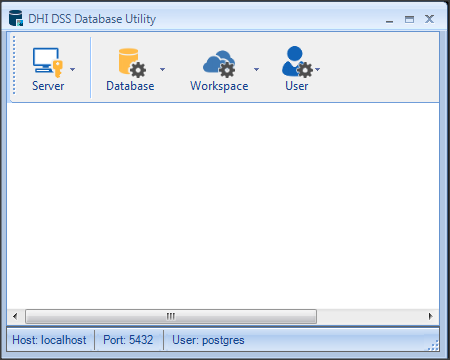 DHI DSS Database Utility
Server Database Workspace User
Host: localhost Port: 5432 User: postgres